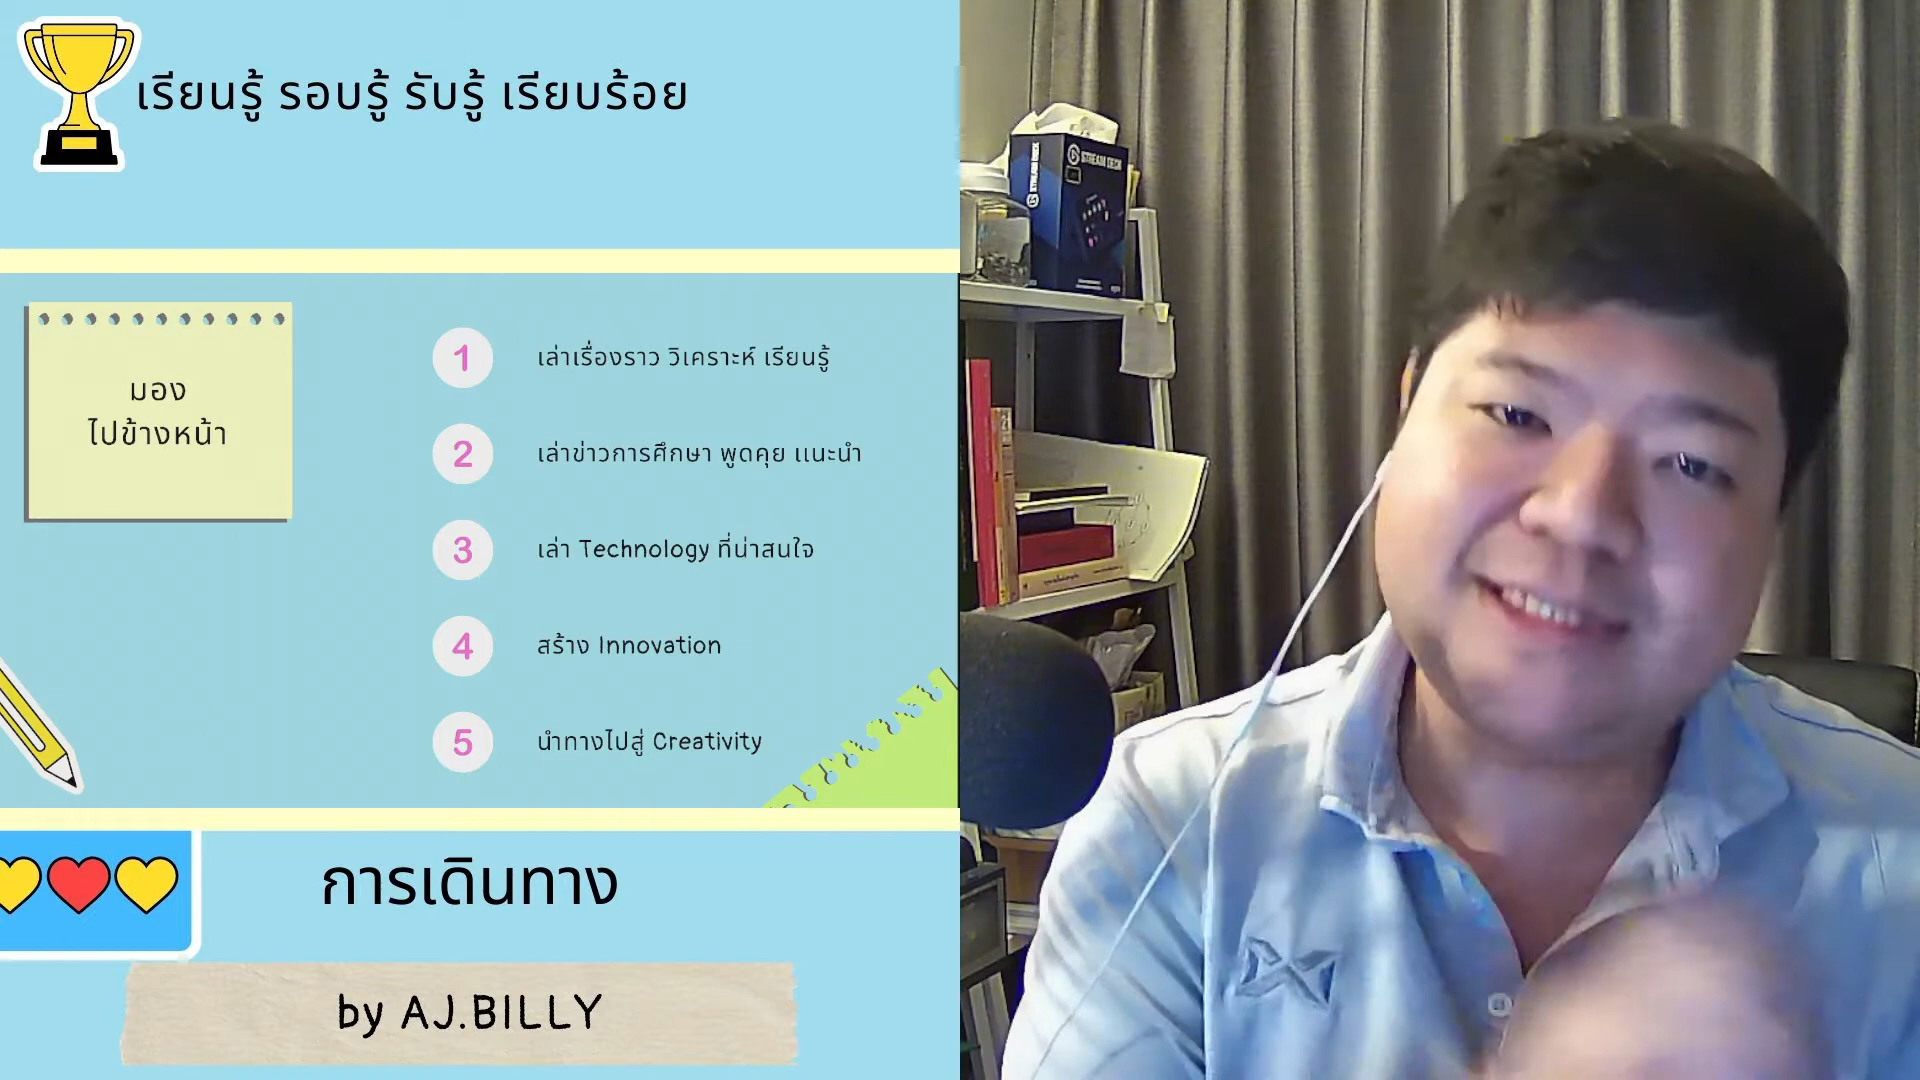 เรียนรู้ รอบรู้ รับรู้ เรียบร้อย
มอง
ไปข้างหน้า
1 เล่าเรื่องราว วิเคราะห์ เรียนรู้
2 เล่าข่าวการศึกษา พูดคุย แนะนำ
3 เล่า Technology ที่น่าสนใจ
4 สร้าง Innovation
5 นำทางไปสู่ Creativity
การเดินทาง
by AJ.BILLY
STREAM DECK
STREAM DECK